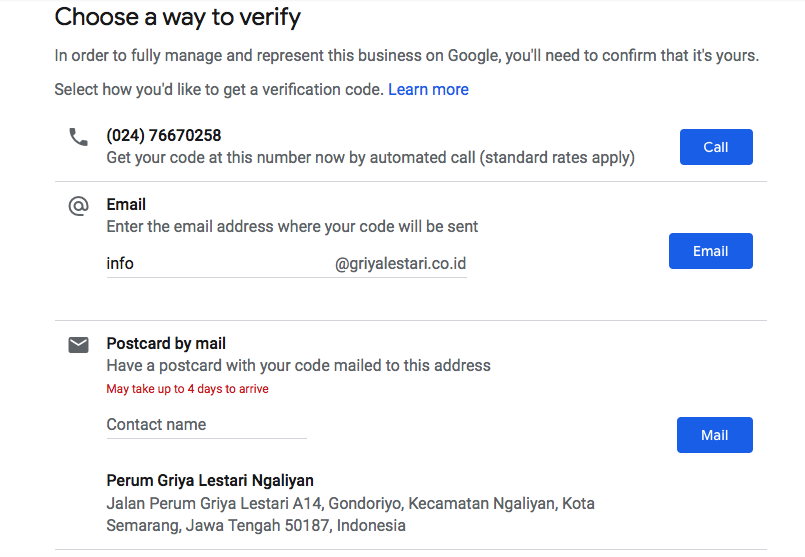 Choose a way to verify
In order to fully manage and represent this business on Google, you'll need to confirm that it's yours.
Select how you'd like to get a verification code. Learn more
(024) 76670258
Get your code at this number now by automated call (standard rates apply)
Call
Email
Enter the email address where your code will be sent
info @griyalestari.co.id
Email
Postcard by mail
Have a postcard with your code mailed to this address
May take up to 4 days to arrive
Contact name
Mail
Perum Griya Lestari Ngaliyan
Jalan Perum Griya Lestari A14, Gondoriyo, Kecamatan Ngaliyan, Kota
Semarang, Jawa Tengah 50187, Indonesia